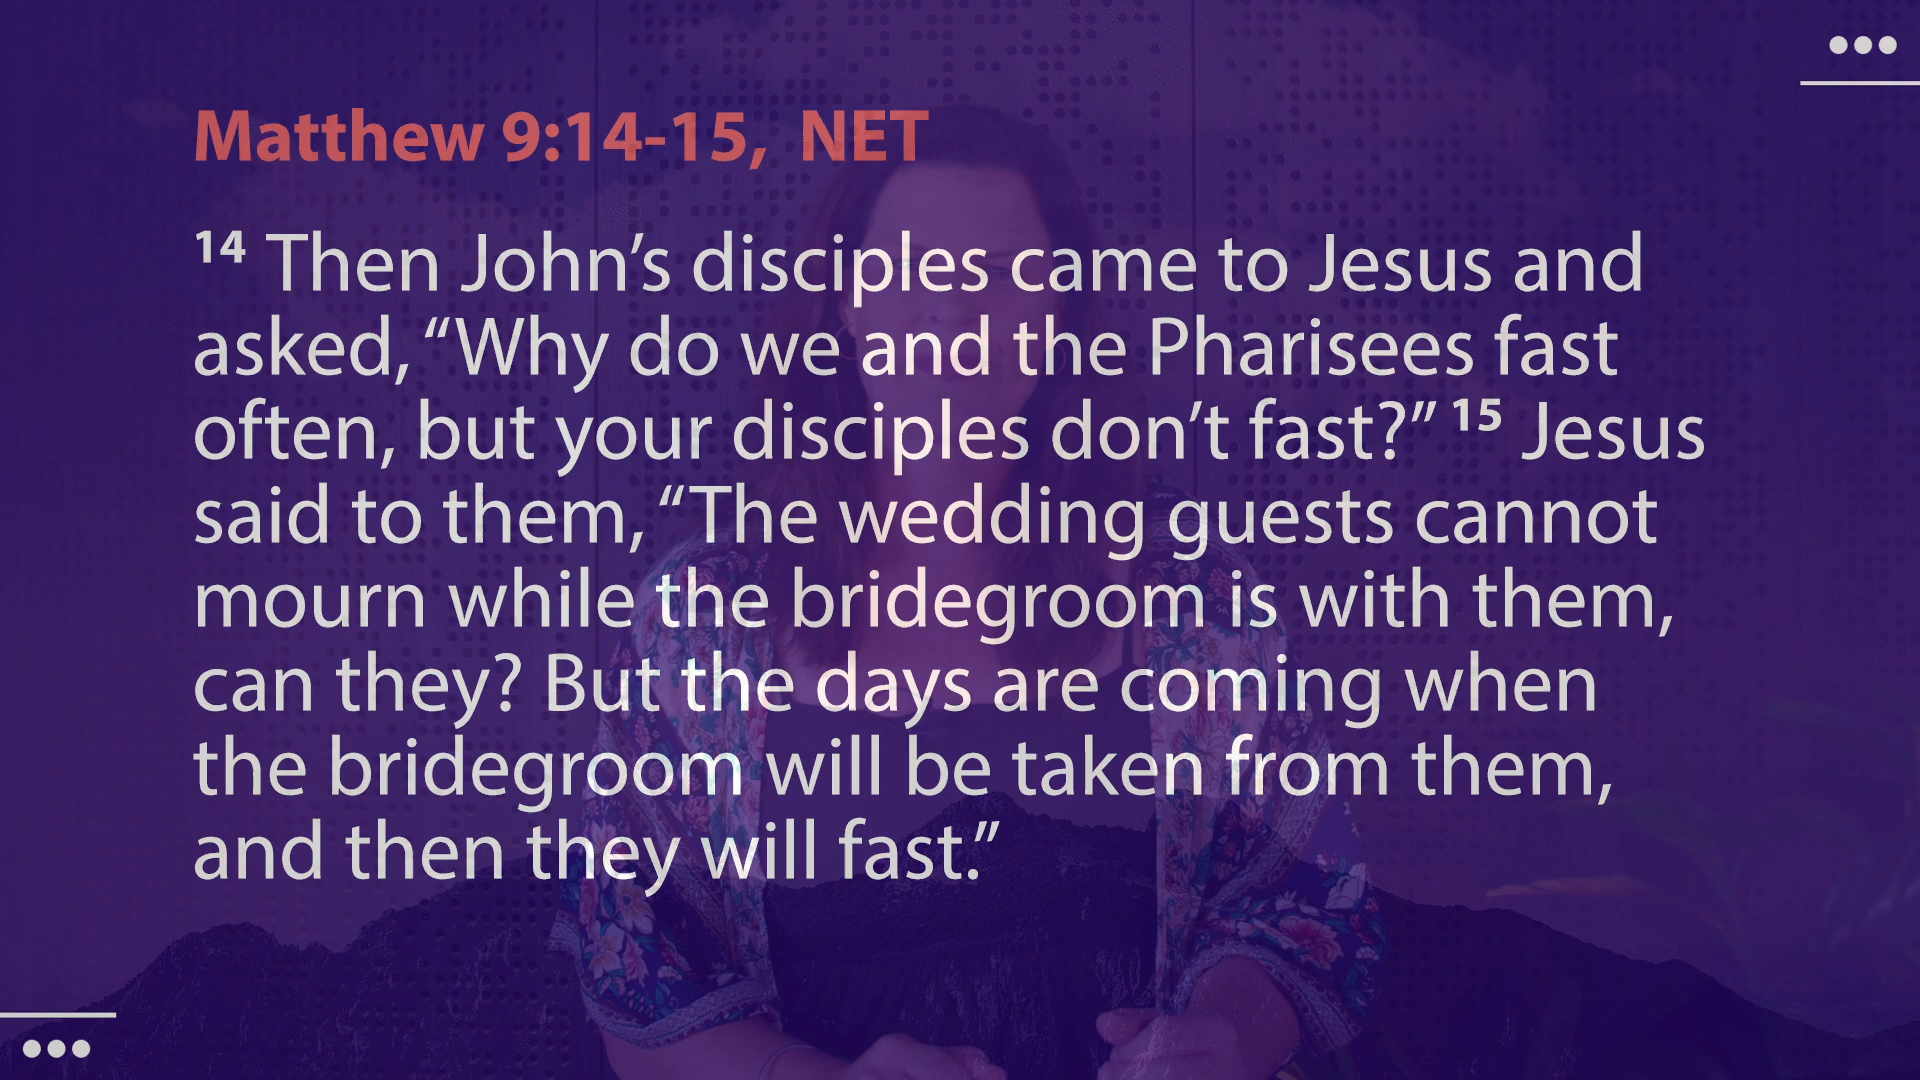 Matthew 9:14-15, NET
14 Then John’s disciples came to Jesus and
asked, “Why do we and the Pharisees fast
often, but your disciples don’t fast?” 15 Jesus
said to them, “The wedding guests cannot
mourn while the bridegroom is with them,
can they? But the days are coming when
the bridegroom will be taken from them,
and then they will fast.”